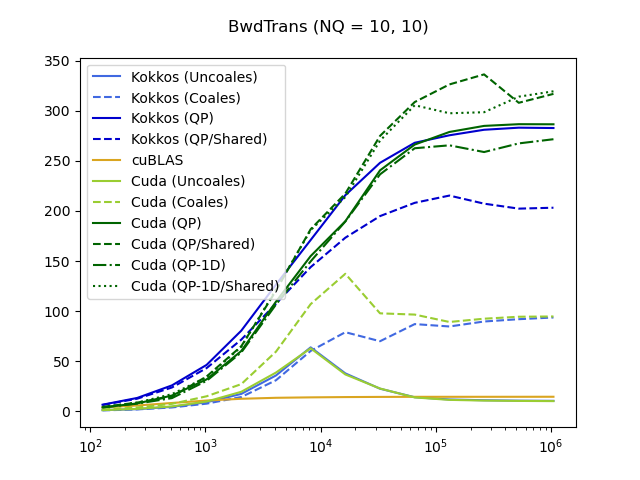 BwdTrans (NQ = 10, 10)
350
300
250
200
150
100
50
0
Kokkos (Uncoales)
Kokkos (Coales)
Kokkos (QP)
Kokkos (QP/Shared)
cuBLAS
Cuda (Uncoales)
Cuda (Coales)
Cuda (QP)
Cuda (QP/Shared)
Cuda (QP-1D)
Cuda (QP-1D/Shared)
10² 10³ 10⁴ 10⁵ 10⁶